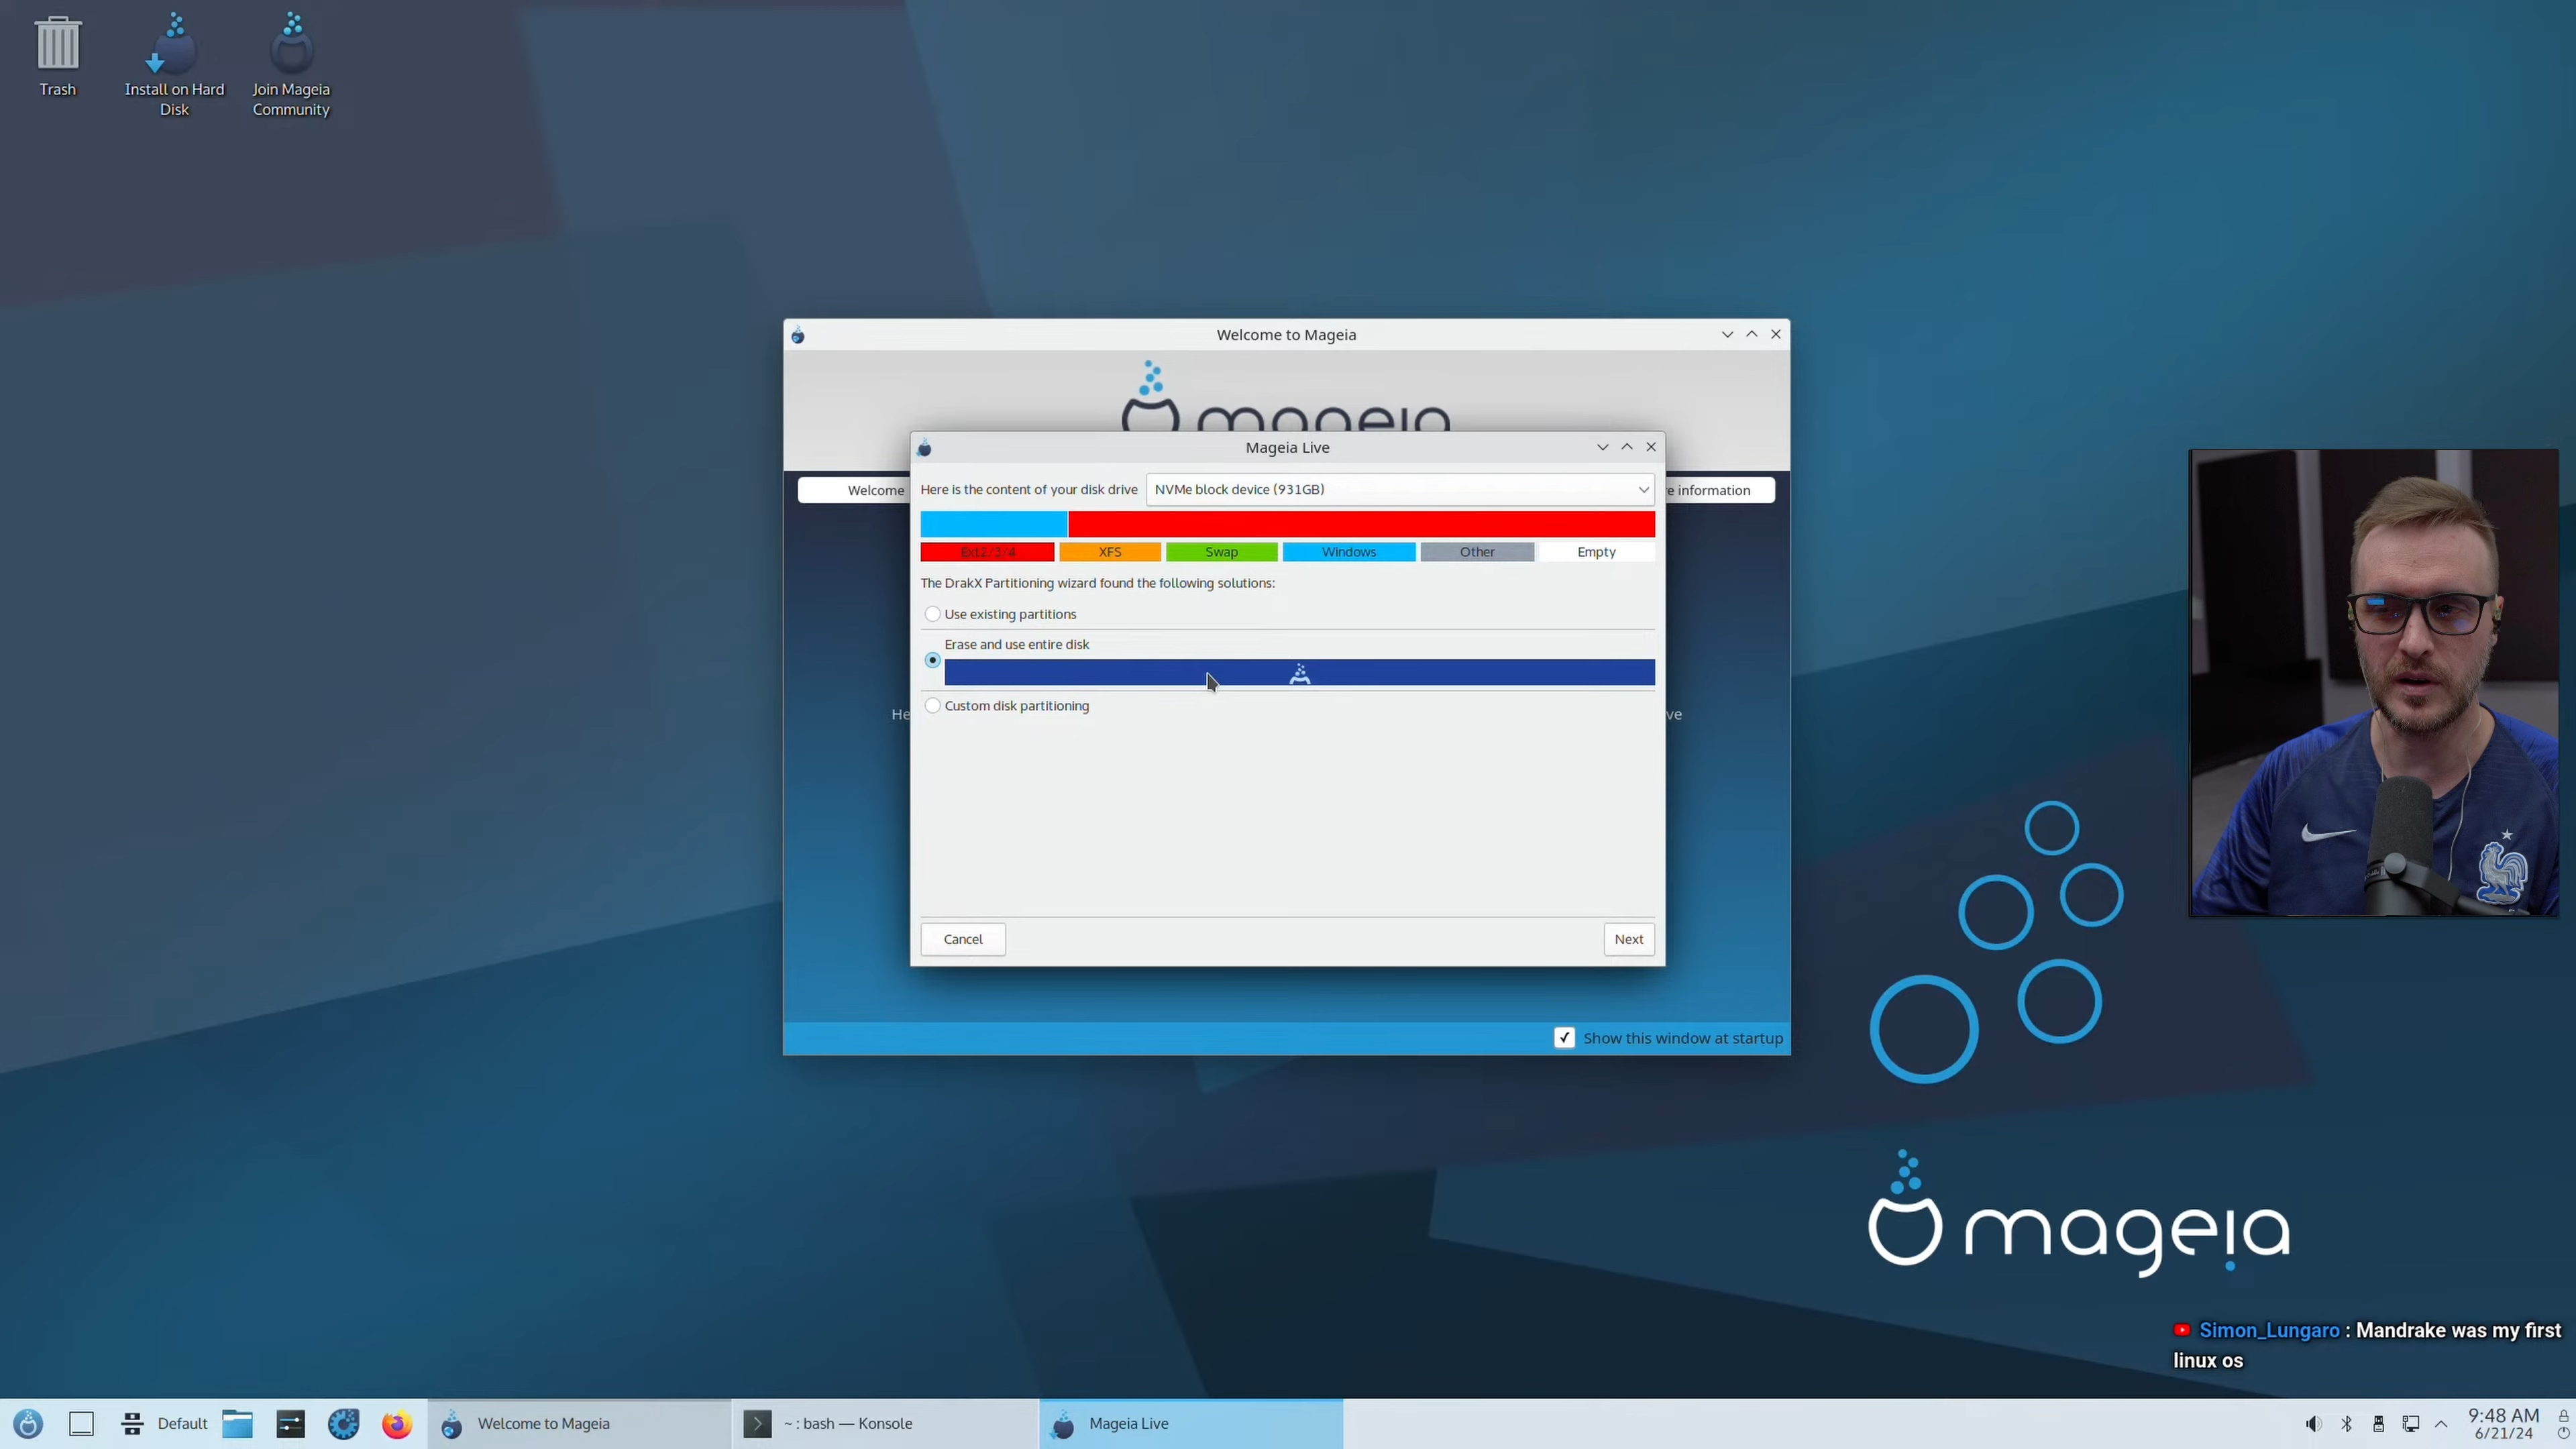 Trash
Install on Hard
Disk
Join Mageia
Community
Welcome to Mageia
mageia
Welcome
re information
Mageia Live
Here is the content of your disk drive
NVMe block device (931GB)
Ext2/3/4
XFS
Swap
Windows
Other
Empty
The DrakX Partitioning wizard found the following solutions:
Use existing partitions
Erase and use entire disk
Custom disk partitioning
He
ve
Cancel
Next
Show this window at startup
mageia
Simon_Lungaro : Mandrake was my first
linux os
Default
Welcome to Mageia
~ : bash — Konsole
Mageia Live
9:48 AM
6/21/24